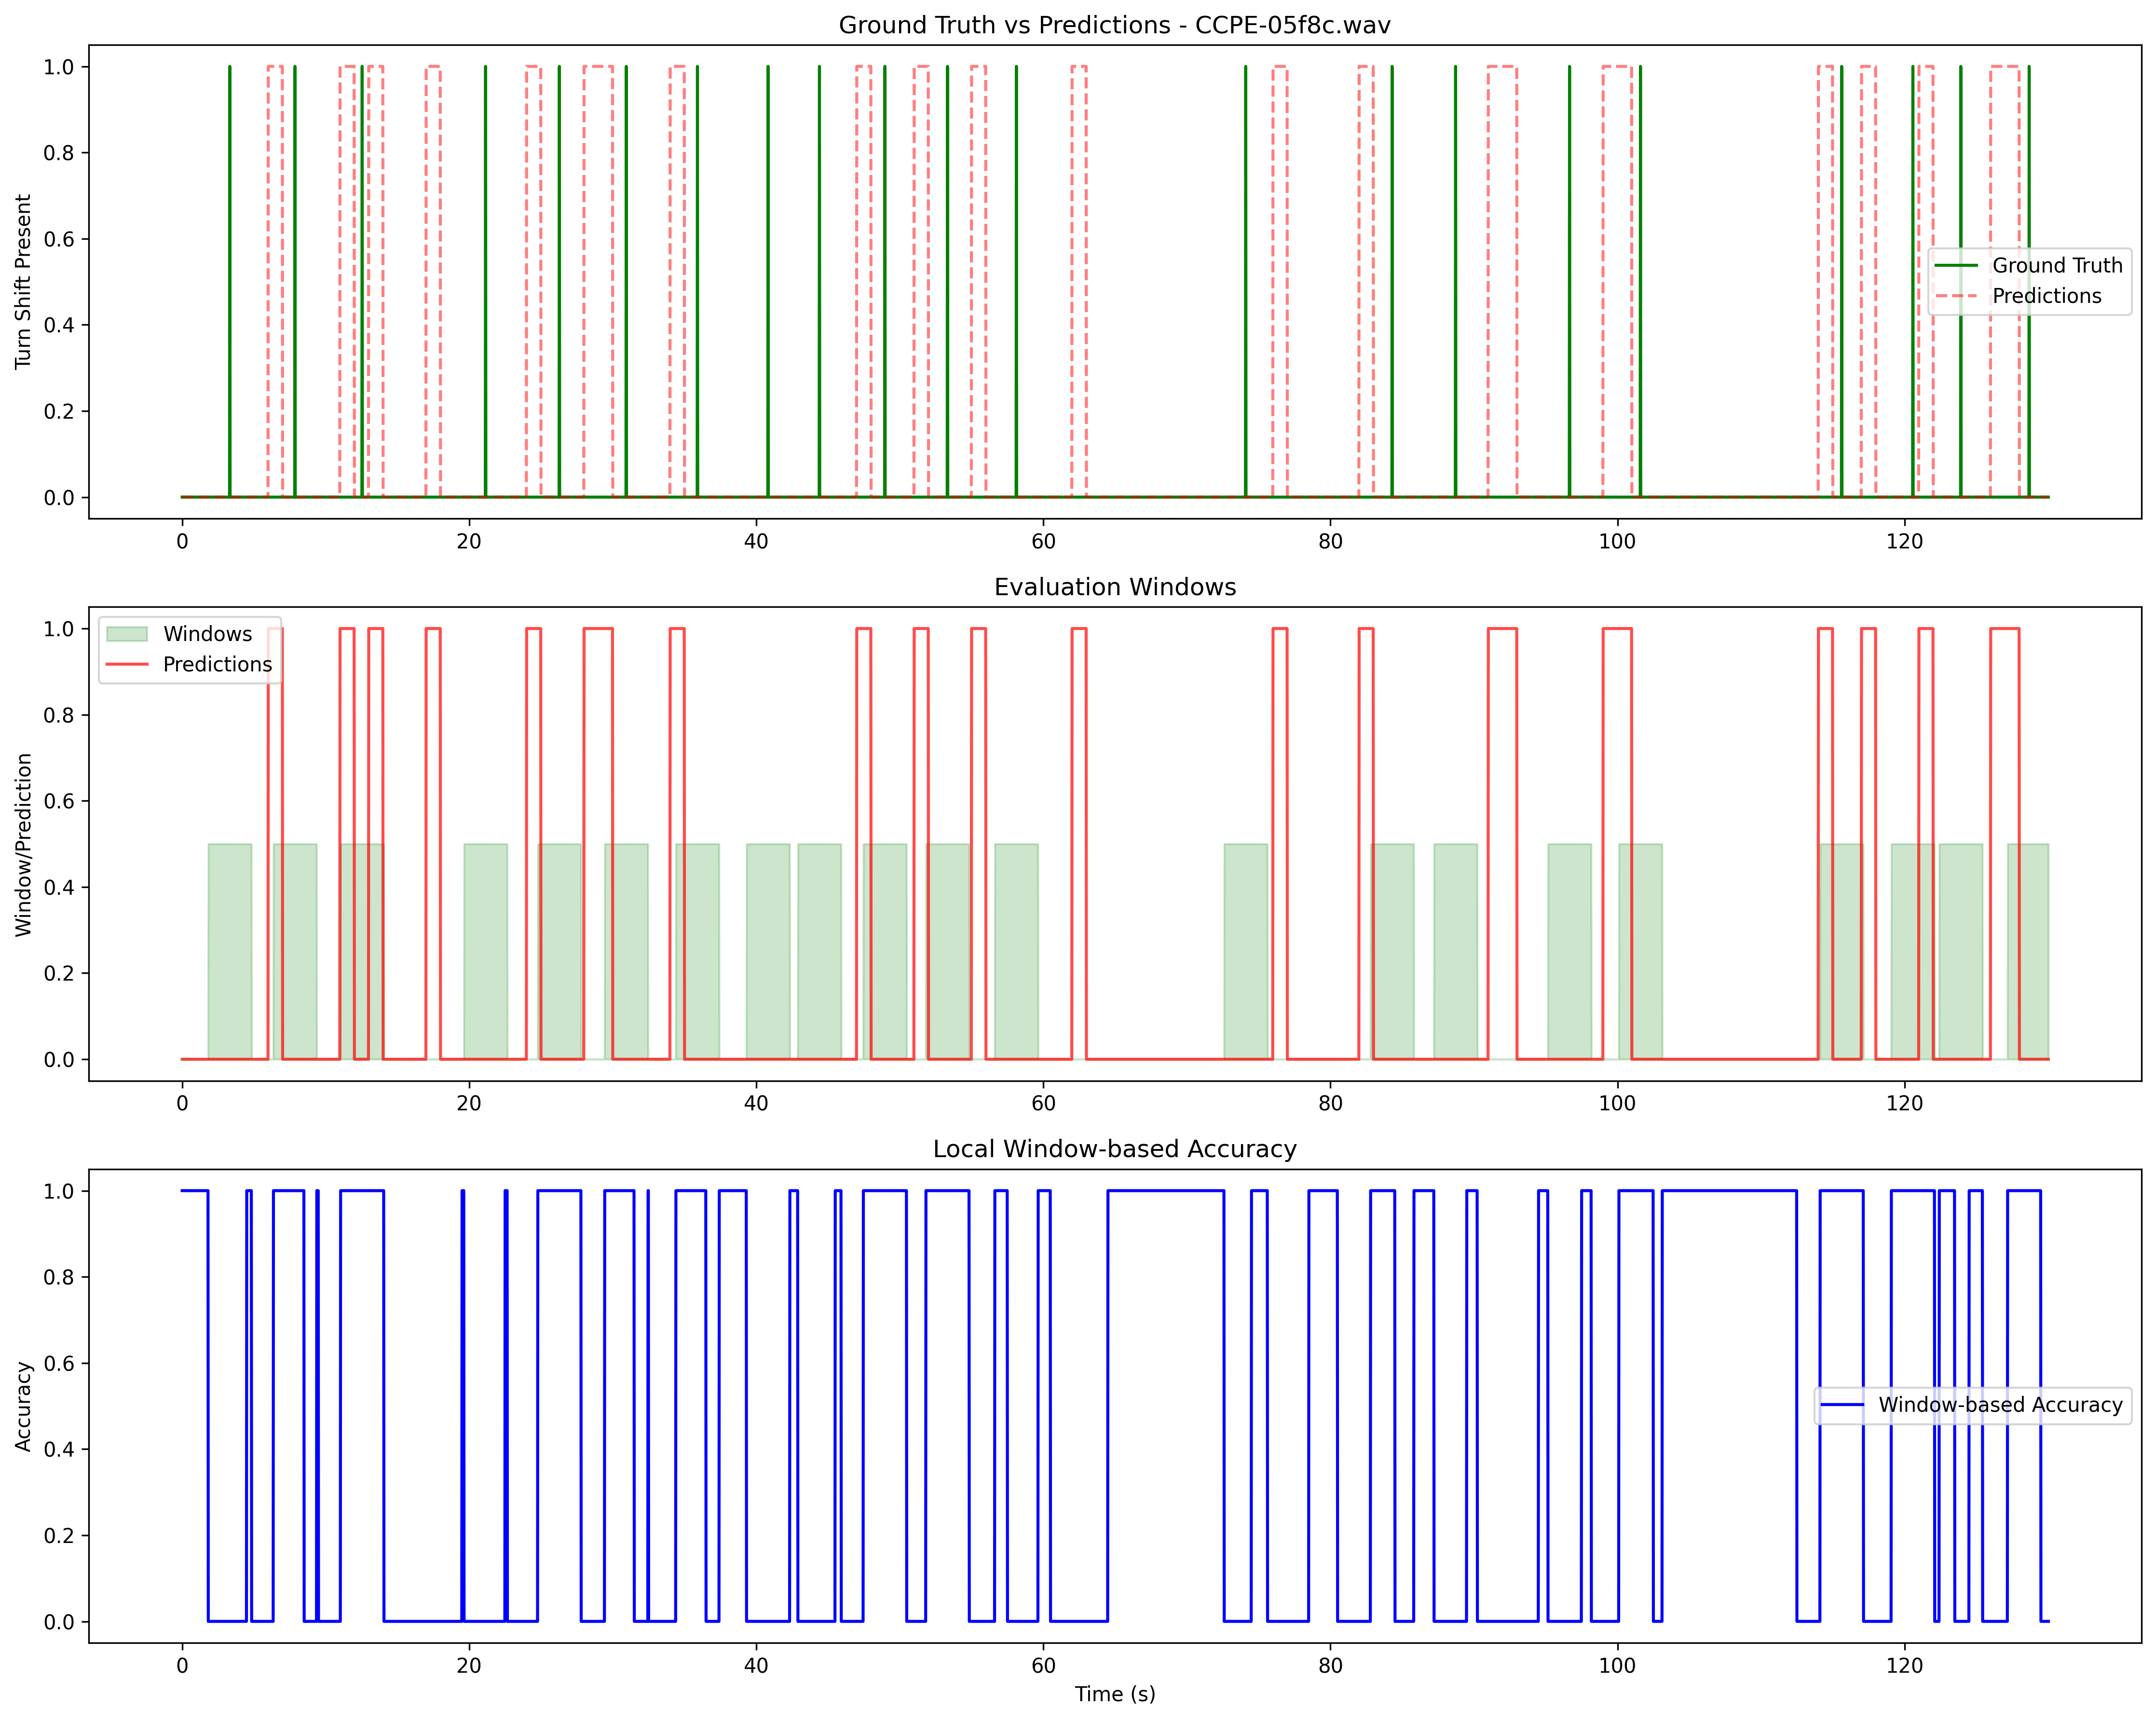 Ground Truth vs Predictions - CCPE-05f8c.wav
Turn Shift Present
1.0
0.8
0.6
0.4
0.2
0.0
Ground Truth
Predictions
0 20 40 60 80 100 120
Evaluation Windows
Window/Prediction
1.0
0.8
0.6
0.4
0.2
0.0
Windows
Predictions
0 20 40 60 80 100 120
Local Window-based Accuracy
Accuracy
1.0
0.8
0.6
0.4
0.2
0.0
Window-based Accuracy
0 20 40 60 80 100 120
Time (s)